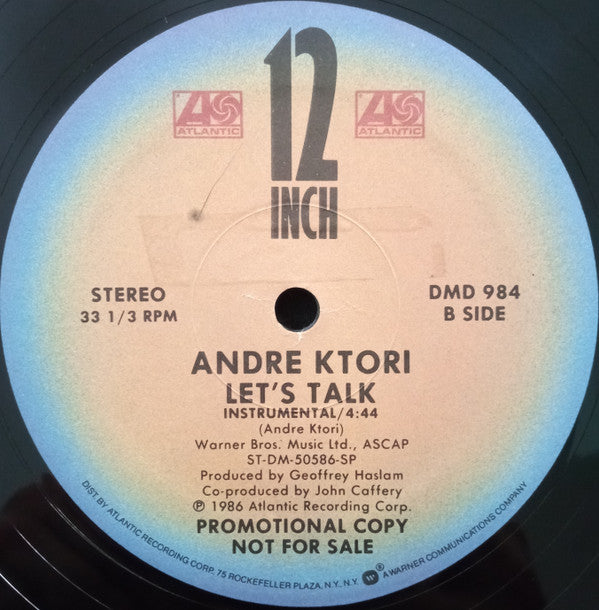 12
INCH
ATLANTIC
ATLANTIC
STEREO
33 1/3 RPM
DMD 984
B SIDE
ANDRE KTORI
LET'S TALK
INSTRUMENTAL/4:44
(Andre Ktori)
Warner Bros. Music Ltd., ASCAP
ST-DM-50586-SP
Produced by Geoffrey Haslam
Co-produced by John Caffery
℗ 1986 Atlantic Recording Corp.
PROMOTIONAL COPY
NOT FOR SALE
DIST. BY ATLANTIC RECORDING CORP. 75 ROCKEFELLER PLAZA, N.Y., N.Y. ® A WARNER COMMUNICATIONS COMPANY